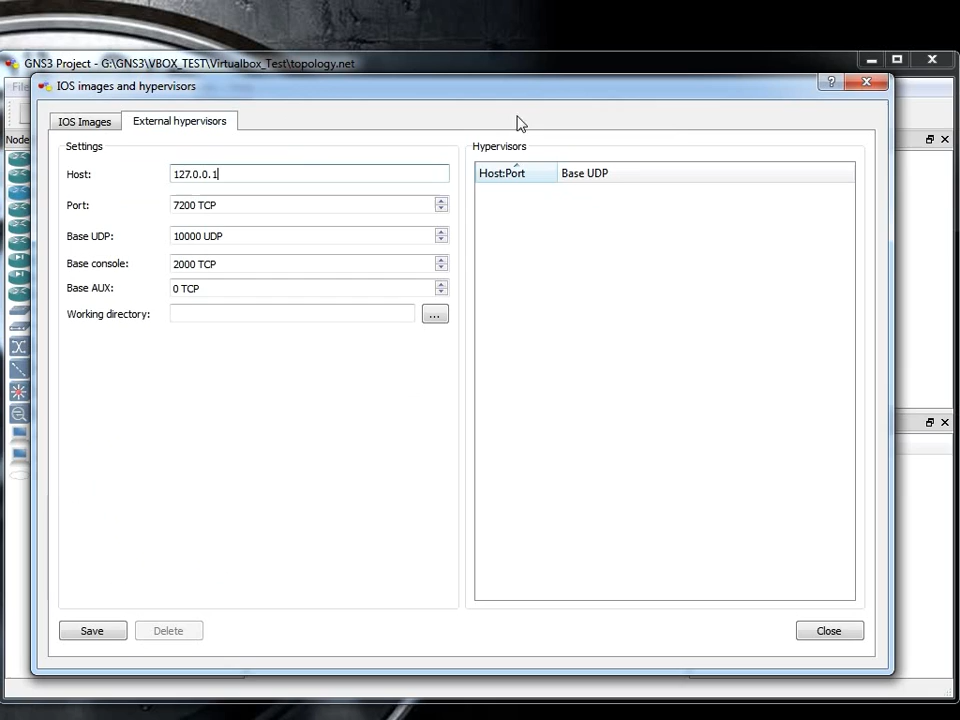 GNS3 Project - G:\GNS3\VBOX_TEST\Virtualbox_Test\topology.net
IOS images and hypervisors
?
IOS Images
External hypervisors
Node
Settings
Hypervisors
Host:
127.0.0.1
Host:Port
Base UDP
Port:
7200 TCP
Base UDP:
10000 UDP
Base console:
2000 TCP
Base AUX:
0 TCP
Working directory:
...
Save
Delete
Close